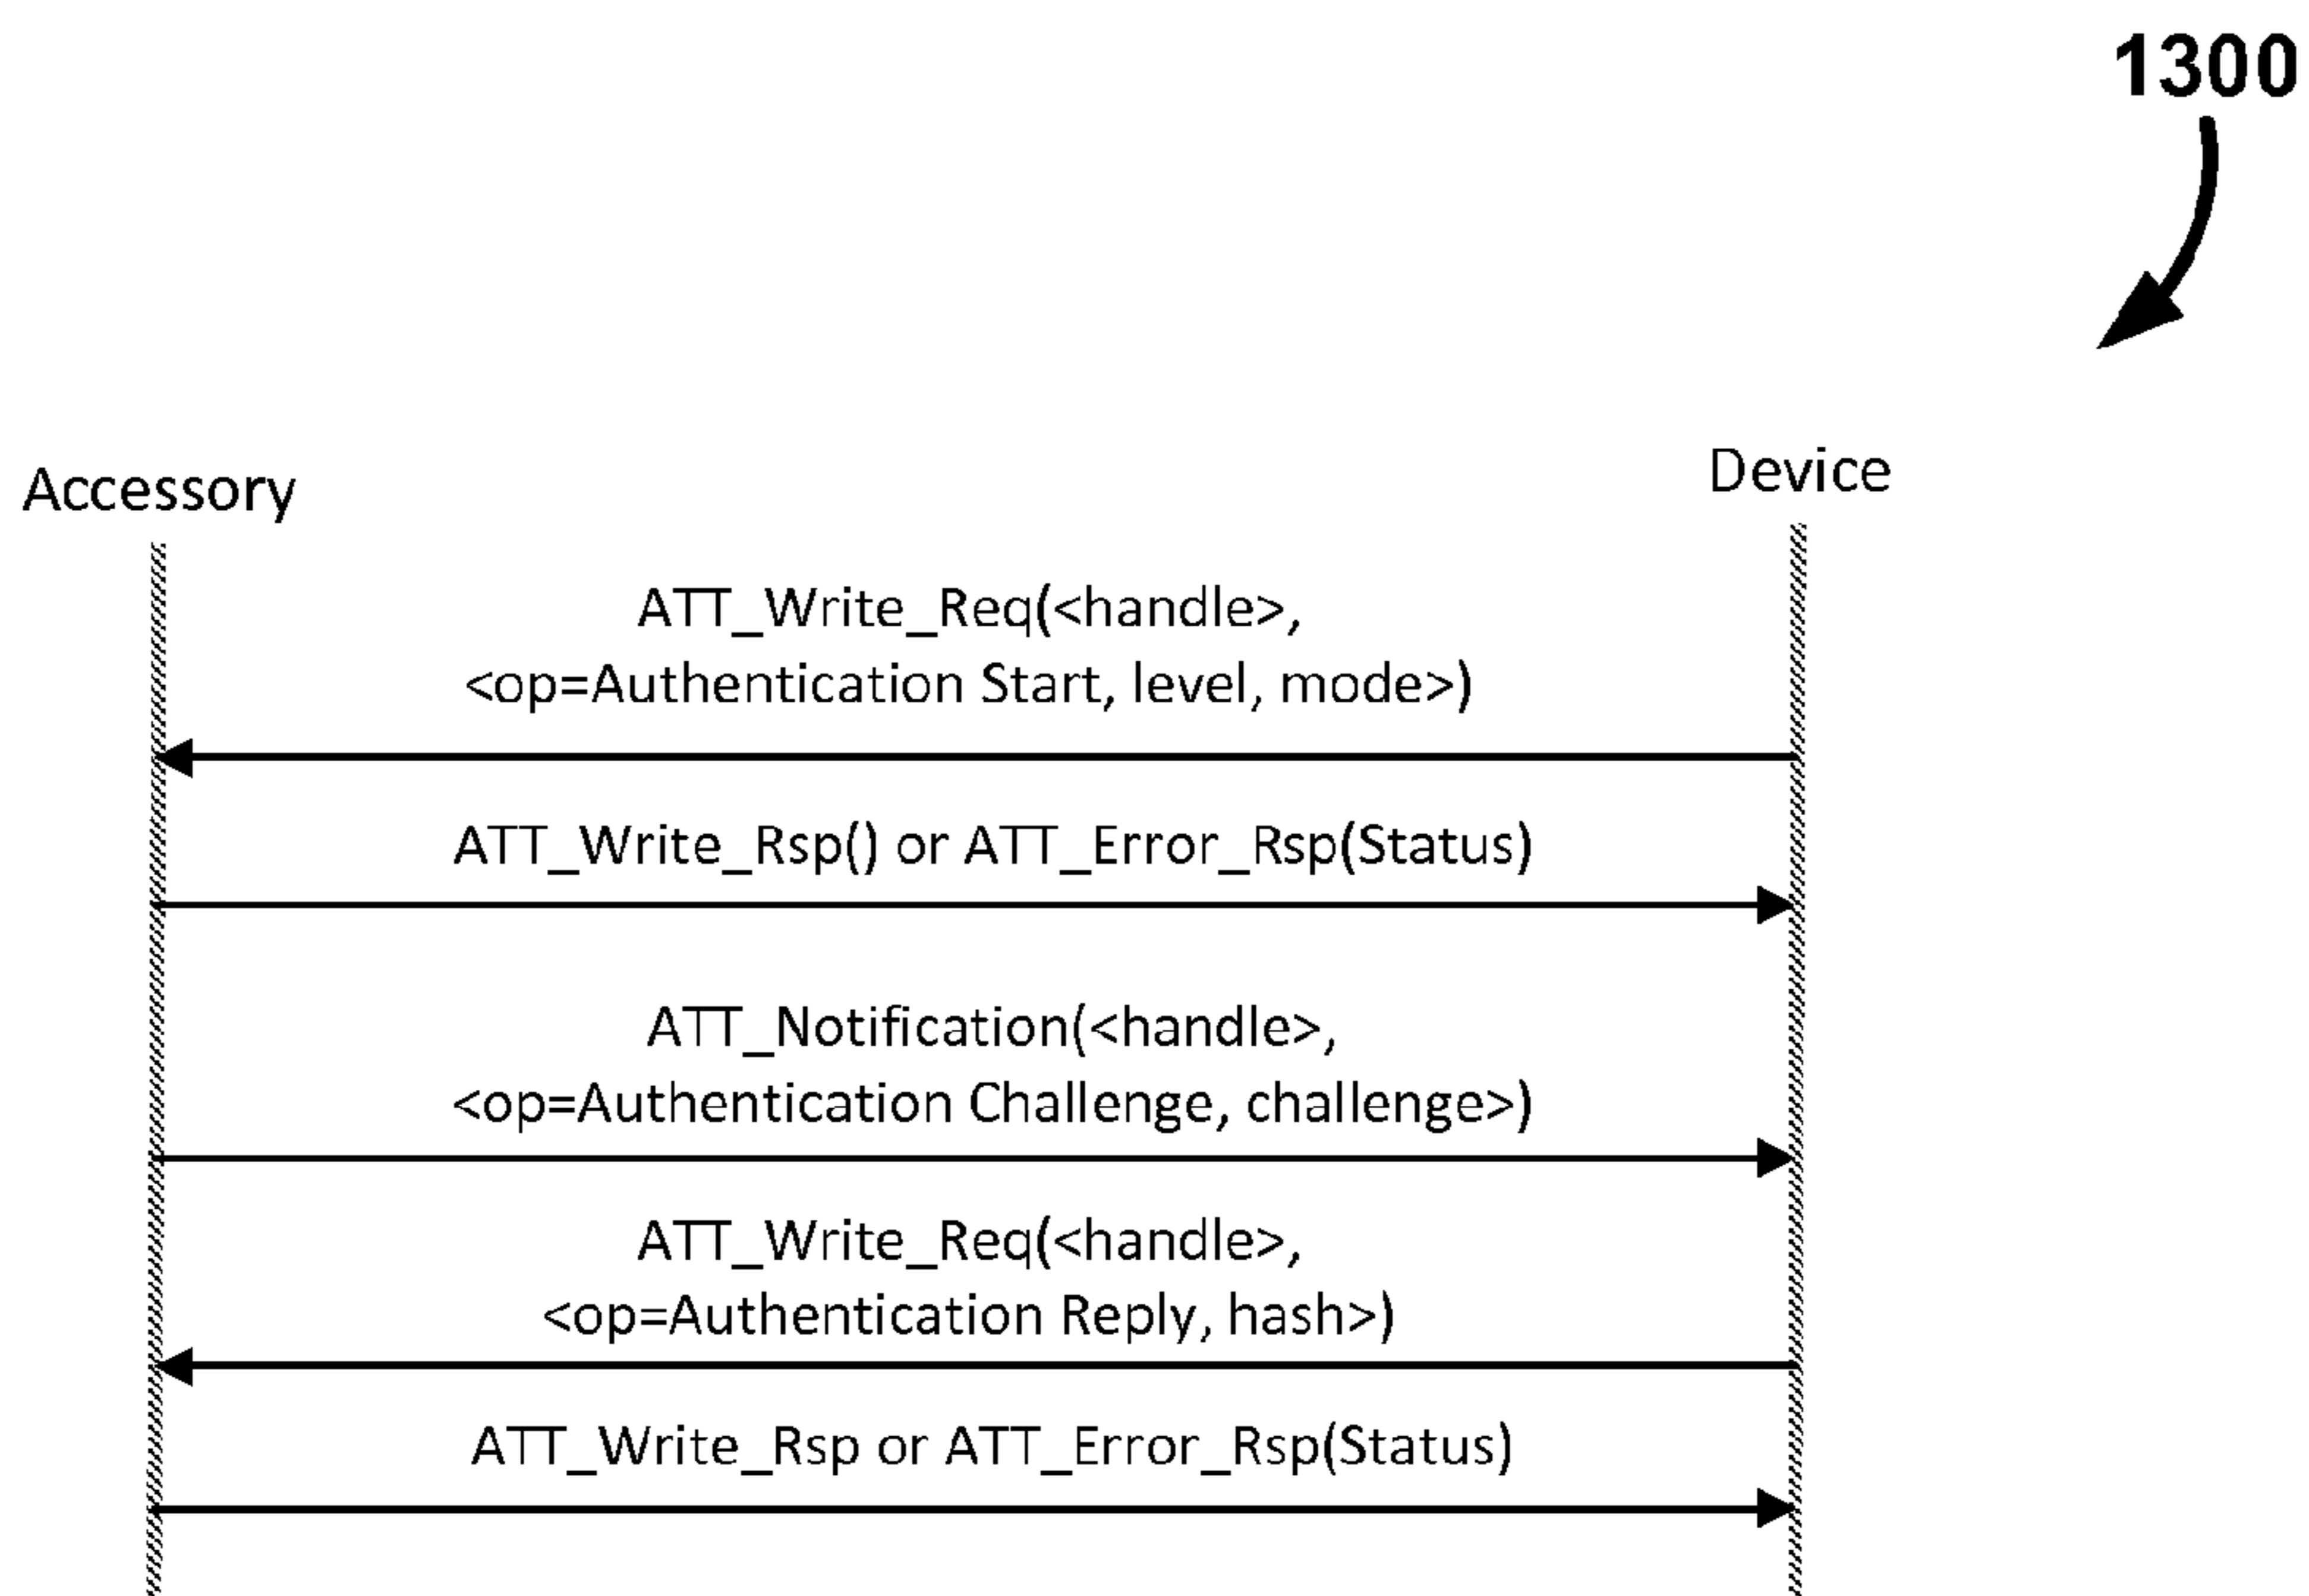 1300
Accessory
Device
ATT_Write_Req(<handle>,
<op=Authentication Start, level, mode>)
ATT_Write_Rsp() or ATT_Error_Rsp(Status)
ATT_Notification(<handle>,
<op=Authentication Challenge, challenge>)
ATT_Write_Req(<handle>,
<op=Authentication Reply, hash>)
ATT_Write_Rsp or ATT_Error_Rsp(Status)